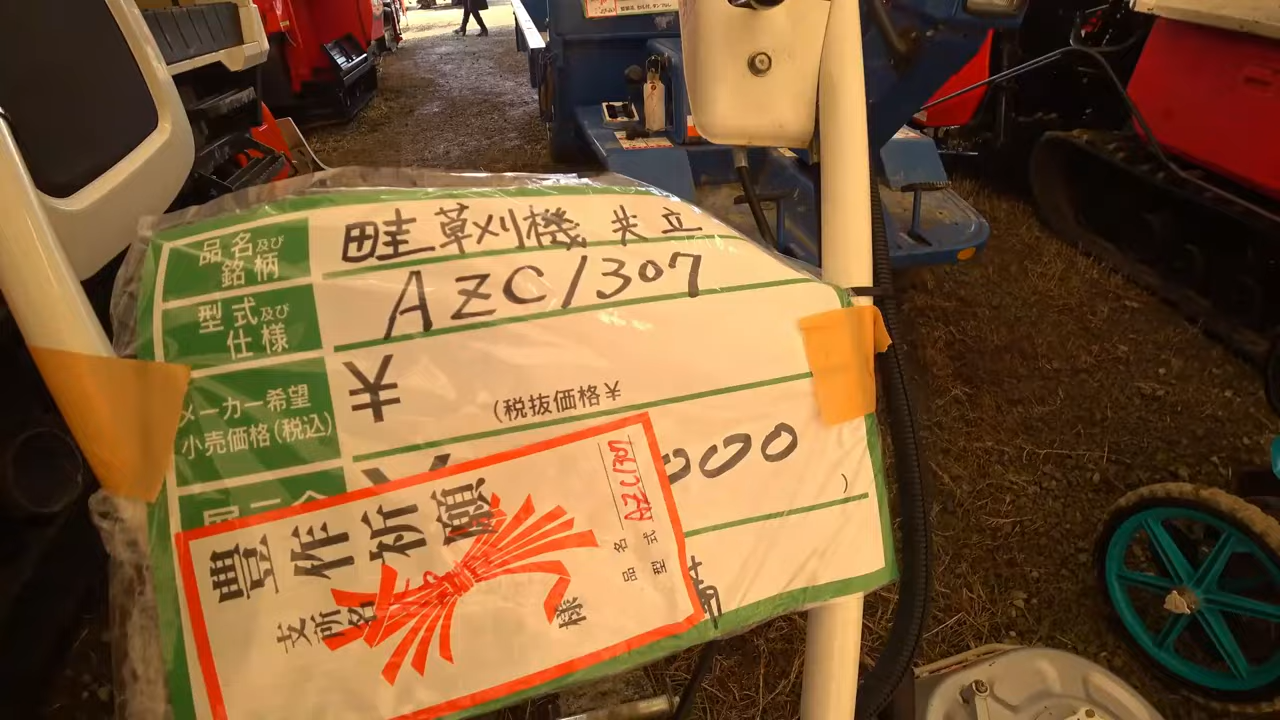 品名及び銘柄
畦草刈機 共立
型式及び仕様
AZC1307
メーカー希望小売価格(税込)
¥
(税抜価格¥
000
)
豊作祈願
支所名
様
品名
型式
AZC1307